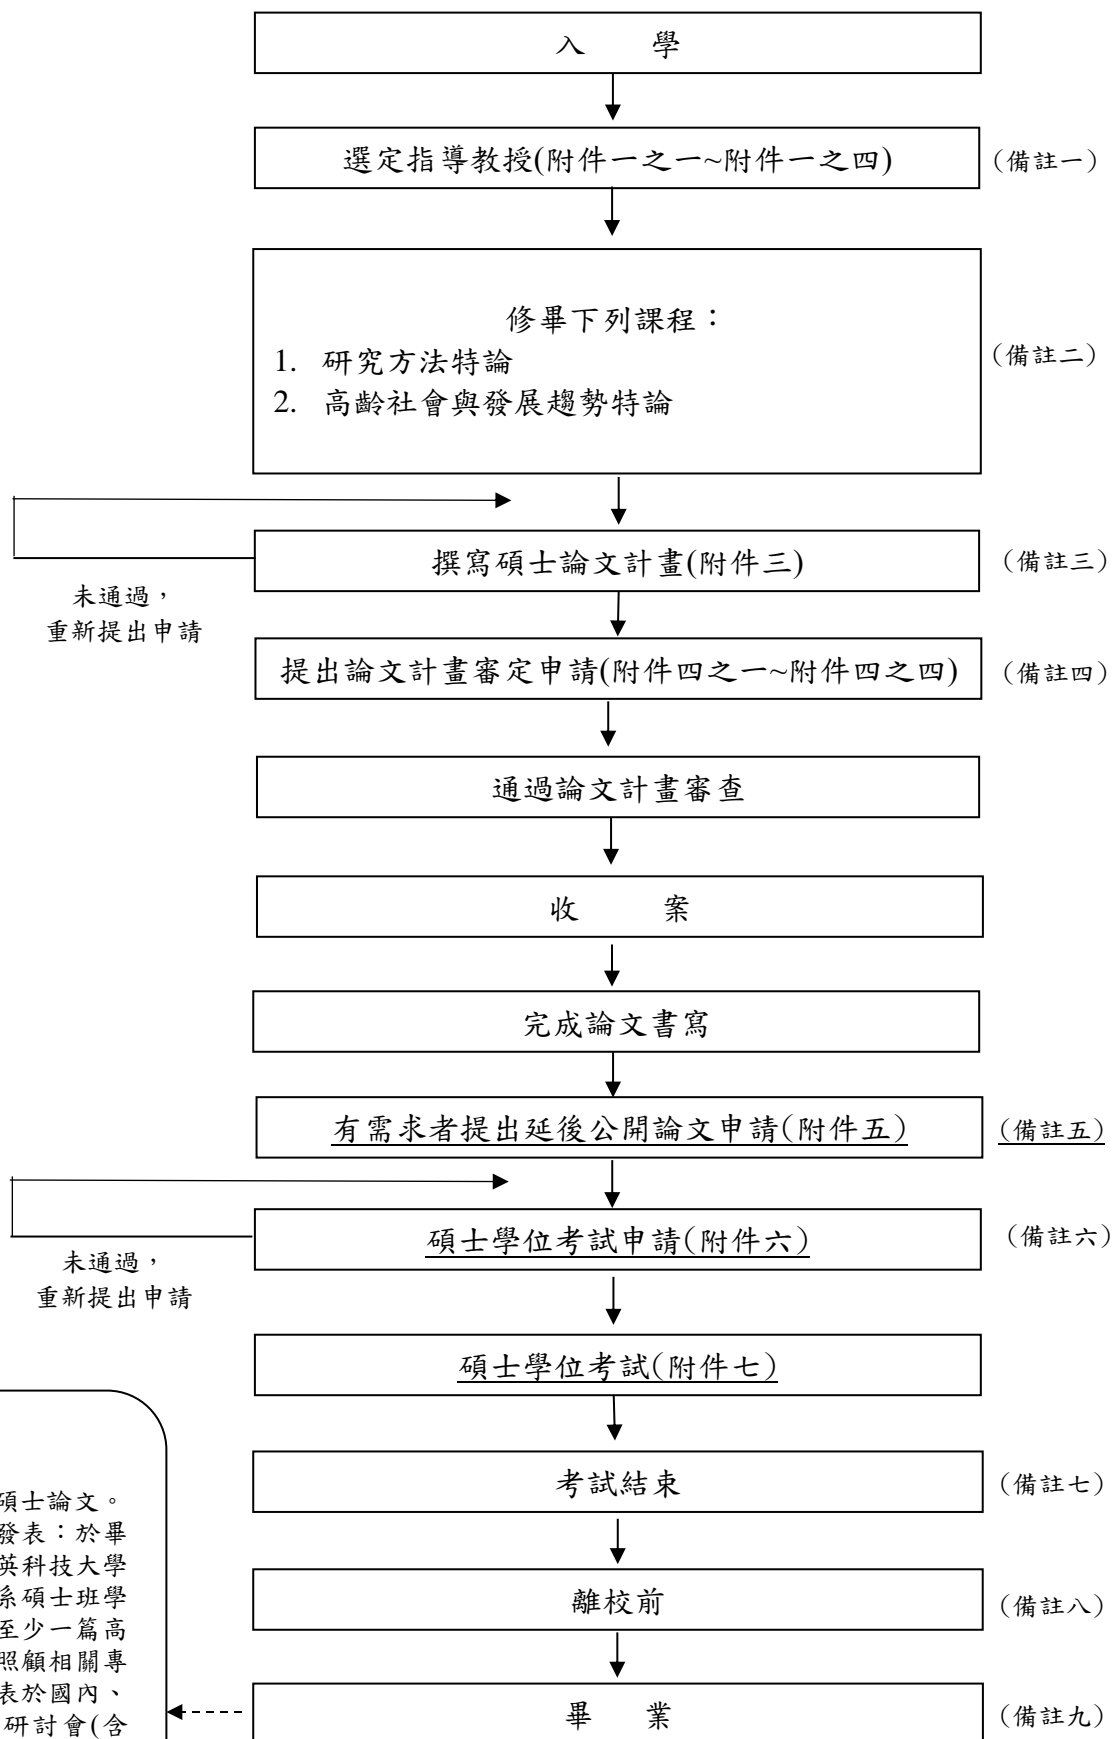 入　　學
選定指導教授(附件一之一~附件一之四)
(備註一)
修畢下列課程：
1. 研究方法特論
2. 高齡社會與發展趨勢特論
(備註二)
撰寫碩士論文計畫(附件三)
(備註三)
未通過，
重新提出申請
提出論文計畫審定申請(附件四之一~附件四之四)
(備註四)
通過論文計畫審查
收　　案
完成論文書寫
有需求者提出延後公開論文申請(附件五)
(備註五)
碩士學位考試申請(附件六)
(備註六)
未通過，
重新提出申請
碩士學位考試(附件七)
考試結束
(備註七)
離校前
(備註八)
畢　　業
(備註九)
碩士論文。
發表：於畢
英科技大學
系碩士班學
至少一篇高
照顧相關專
表於國內、
研討會(含